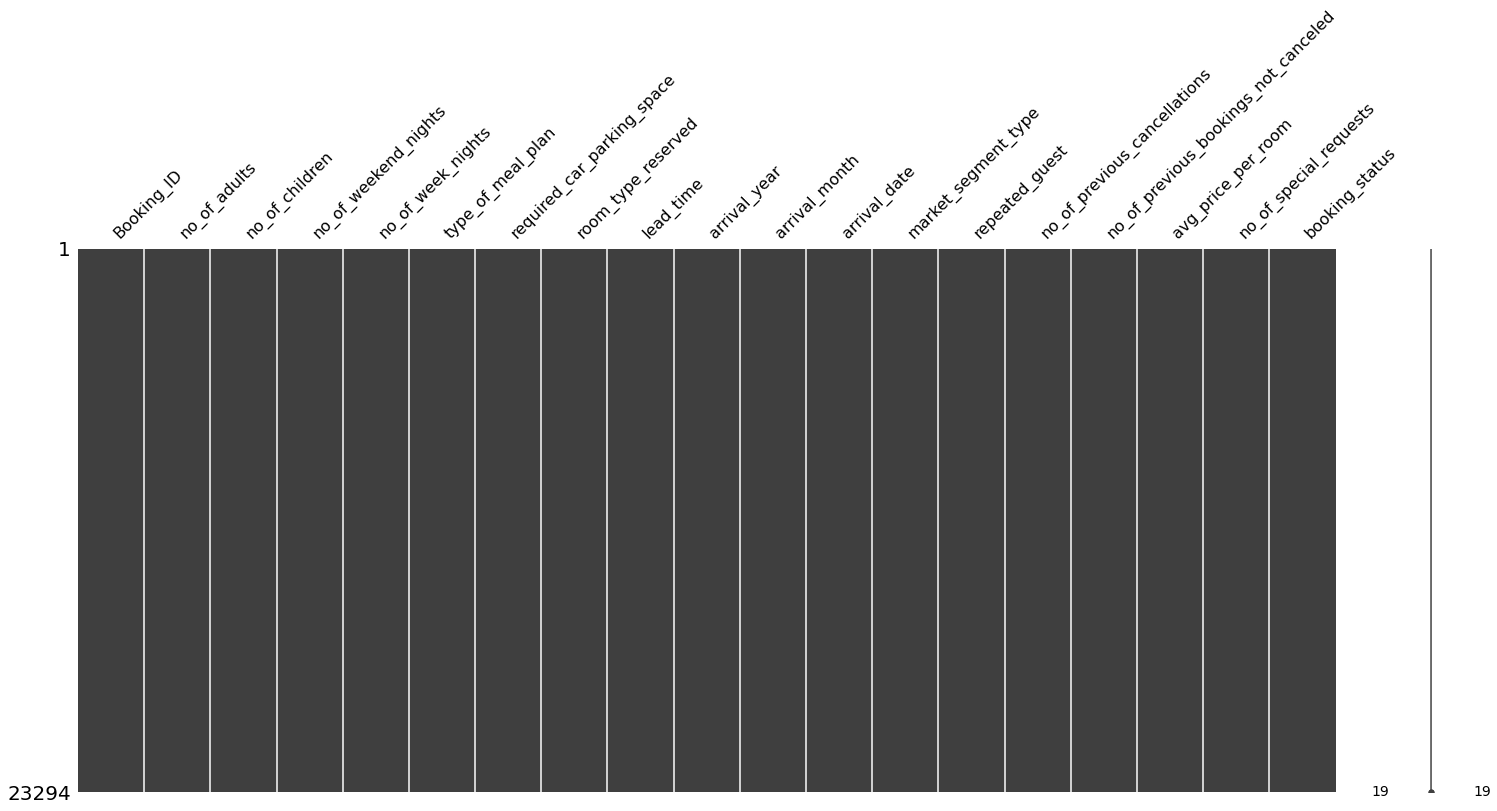 Booking_ID
no_of_adults
no_of_children
no_of_weekend_nights
no_of_week_nights
type_of_meal_plan
required_car_parking_space
room_type_reserved
lead_time
arrival_year
arrival_month
arrival_date
market_segment_type
repeated_guest
no_of_previous_cancellations
no_of_previous_bookings_not_canceled
avg_price_per_room
no_of_special_requests
booking_status
1
23294
19
19